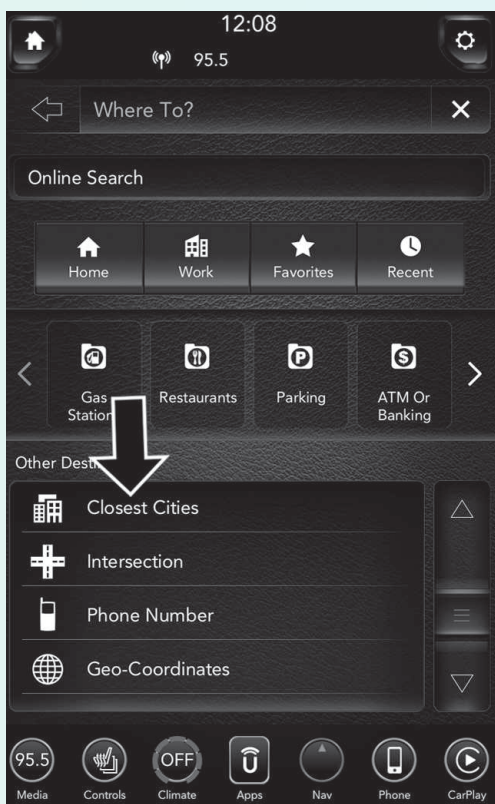 12:08
95.5
Where To?
Online Search
Home Work Favorites Recent
Gas Restaurants Parking ATM Or
Station Banking
Other
Closest Cities
Intersection
Phone Number
Geo-Coordinates
95.5 OFF
Media Controls Climate Apps Nav Phone CarPlay